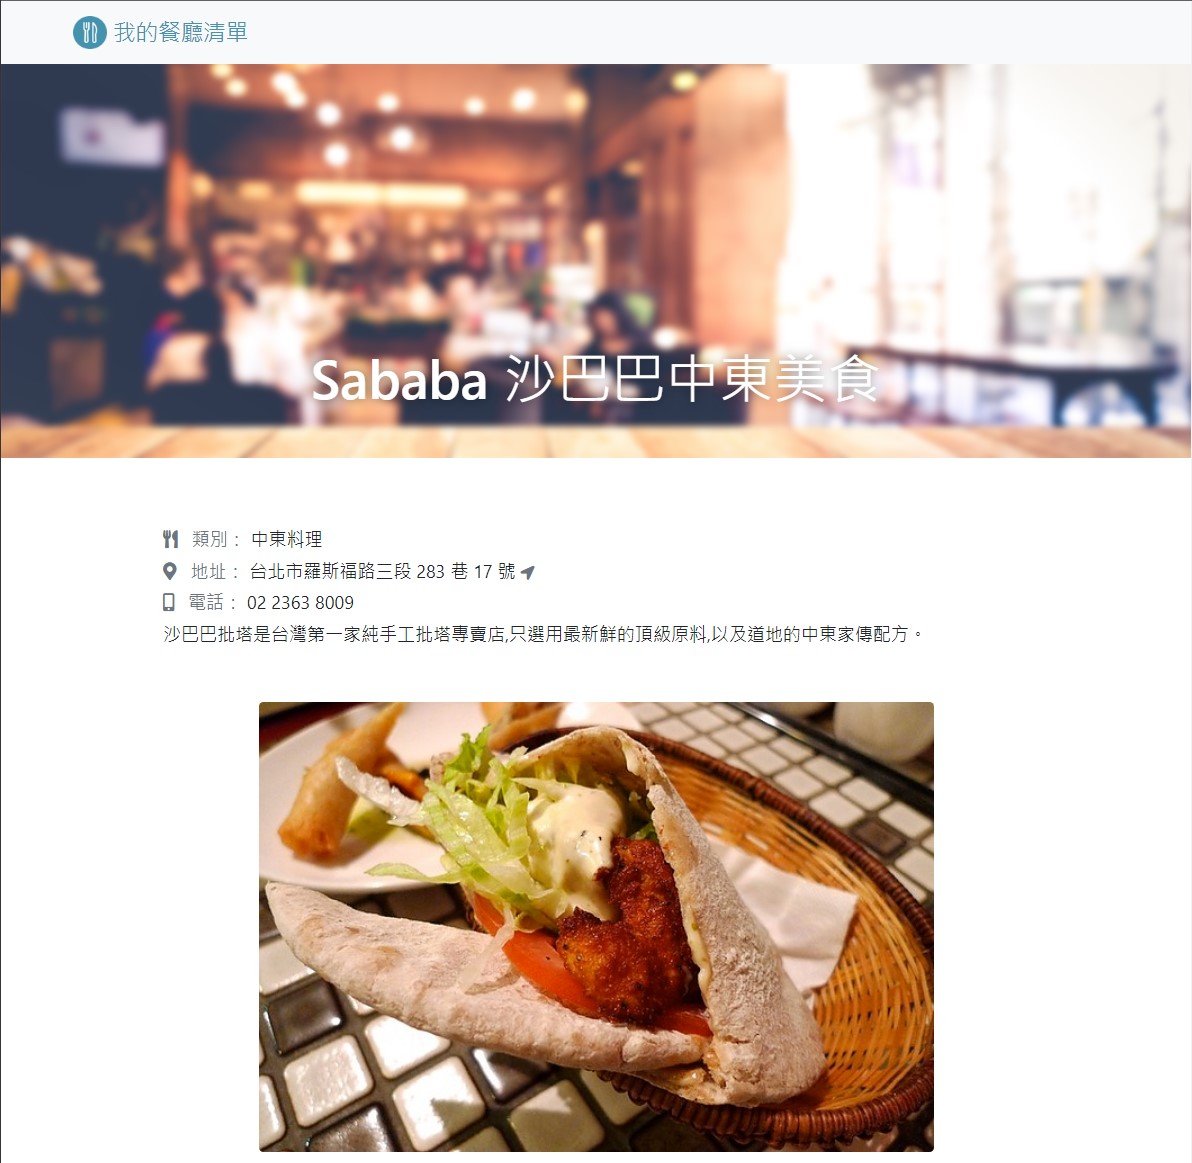 我的餐廳清單
Sababa 沙巴巴中東美食
類別： 中東料理
地址： 台北市羅斯福路三段 283 巷 17 號
電話： 02 2363 8009
沙巴巴批塔是台灣第一家純手工批塔專賣店,只選用最新鮮的頂級原料,以及道地的中東家傳配方。